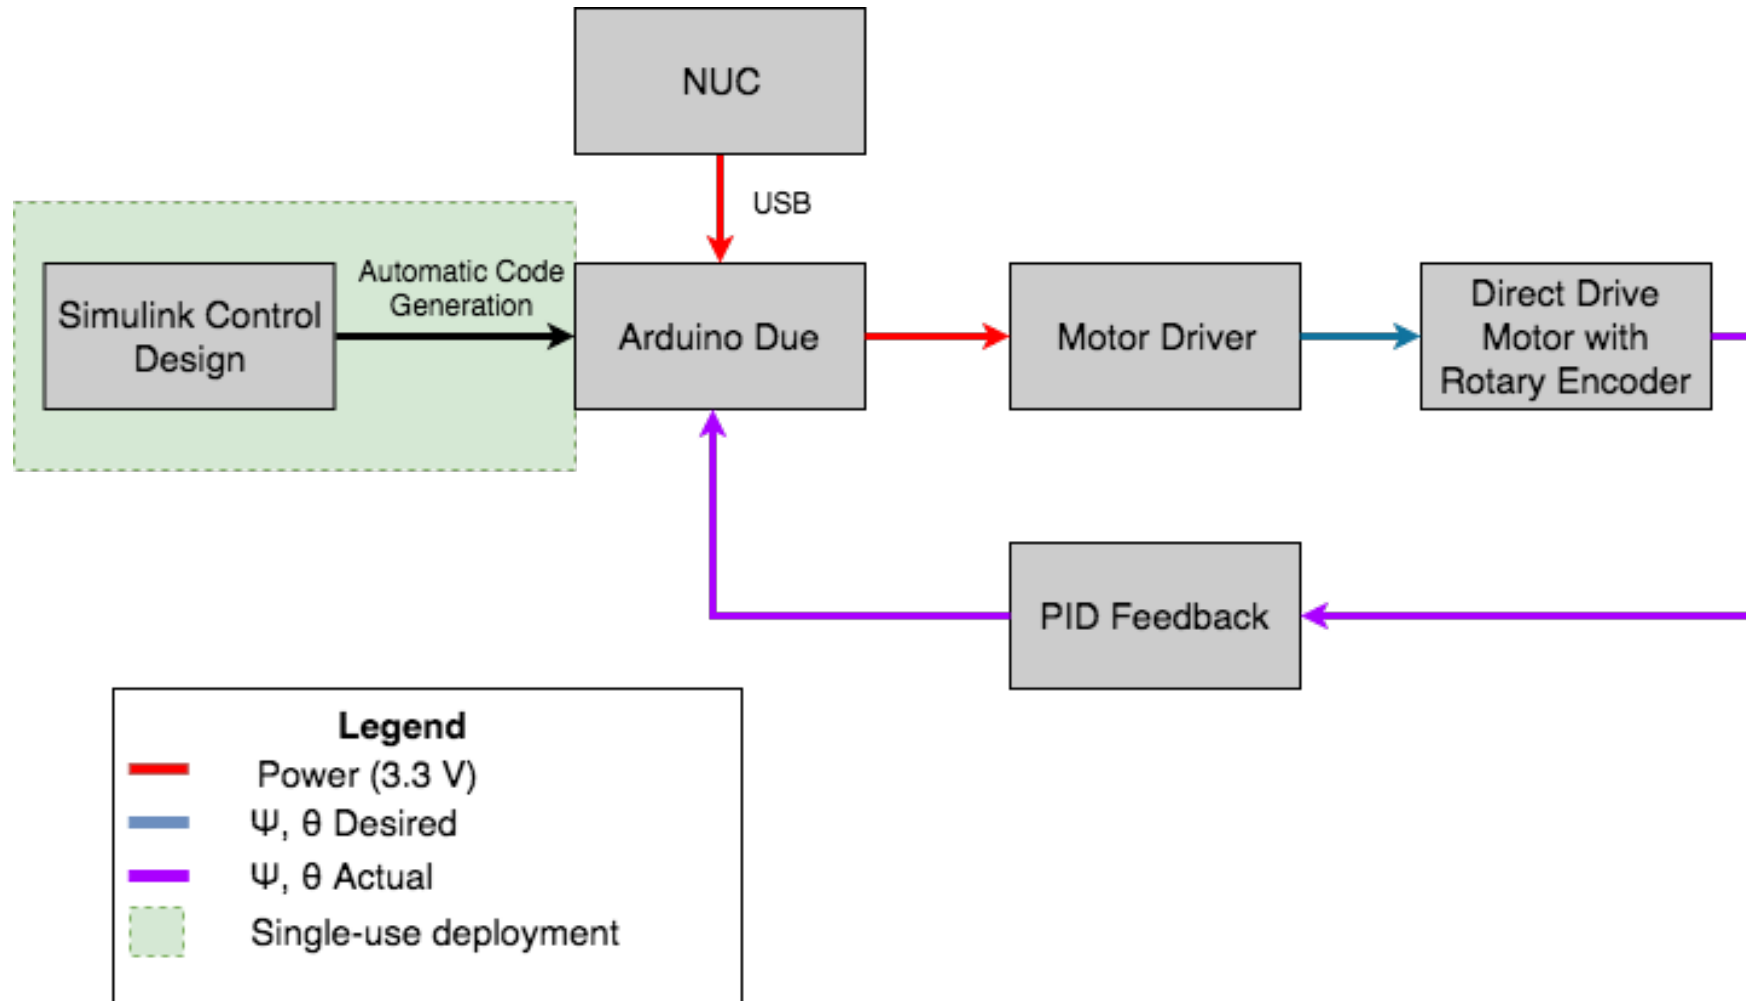 NUC
USB
Automatic Code
Generation
Simulink Control
Design
Arduino Due
Motor Driver
Direct Drive
Motor with
Rotary Encoder
PID Feedback
Legend
Power (3.3 V)
Ψ, θ Desired
Ψ, θ Actual
Single-use deployment